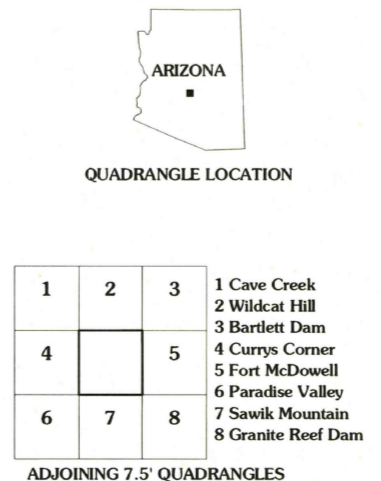 ARIZONA
QUADRANGLE LOCATION
1 2 3
4 5
6 7 8
1 Cave Creek
2 Wildcat Hill
3 Bartlett Dam
4 Currys Corner
5 Fort McDowell
6 Paradise Valley
7 Sawik Mountain
8 Granite Reef Dam
ADJOINING 7.5' QUADRANGLES